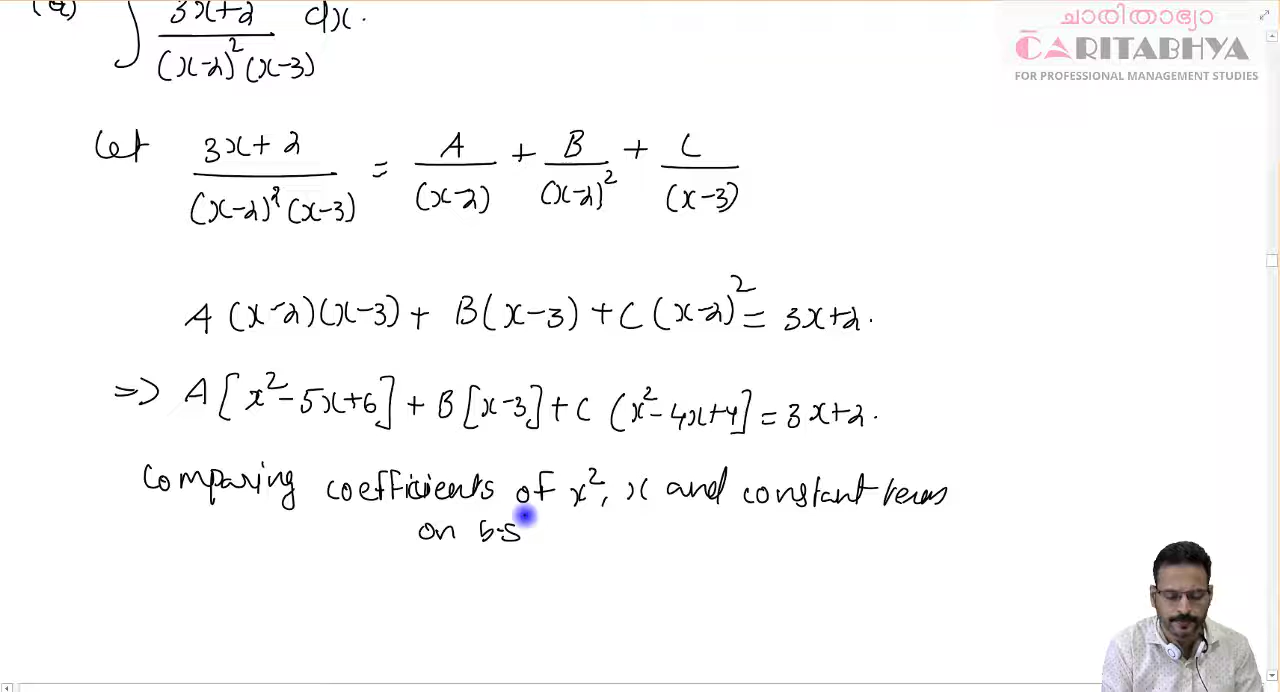 (Q) ∫ 3x+2 / (x-2)² (x-3) dx.
ചാരിതാഭ്യാ
CARITABHYA
FOR PROFESSIONAL MANAGEMENT STUDIES
Let 3x+2 / (x-2)² (x-3) = A / (x-2) + B / (x-2)² + C / (x-3)
A (x-2)(x-3) + B(x-3) + C (x-2)² = 3x+2.
=> A [x² - 5x+6] + B [x-3] + C (x² - 4x+4] = 3x+2.
Comparing coefficients of x², x and constant terms
on b.s